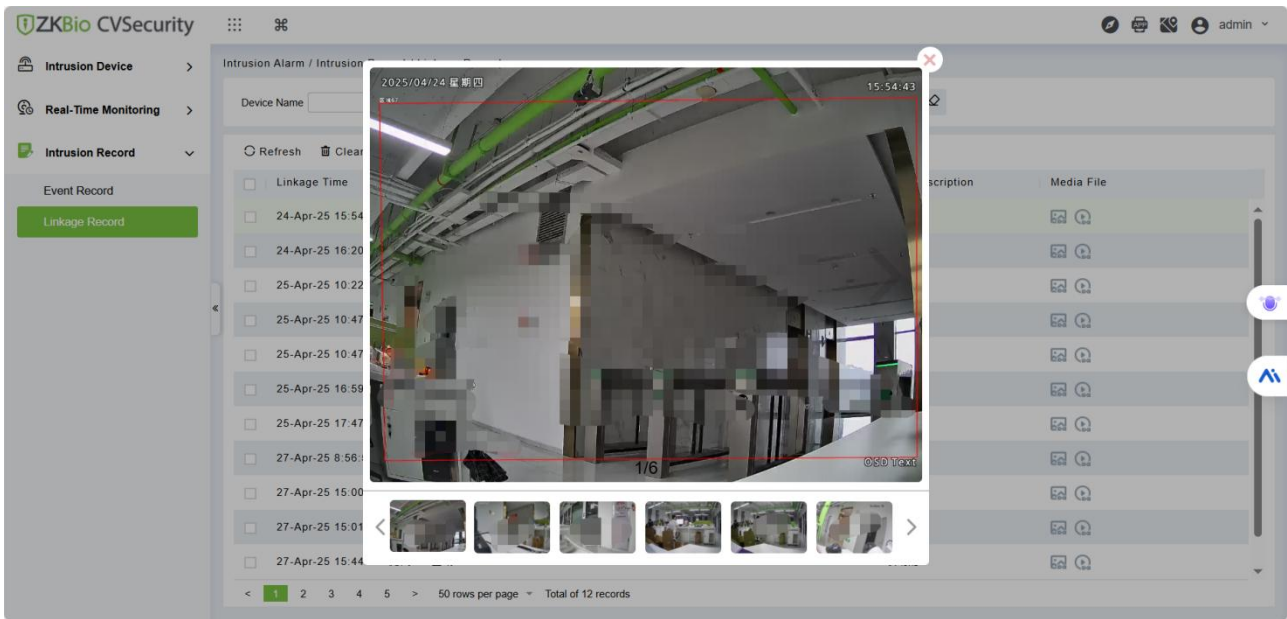 ZKBio CVSecurity
admin
Intrusion Device
Real-Time Monitoring
Intrusion Record
Event Record
Linkage Record
Intrusion Alarm / Intrusion
Device Name
Refresh Clear
Linkage Time scription Media File
24-Apr-25 15:54
24-Apr-25 16:20
25-Apr-25 10:22
25-Apr-25 10:47
25-Apr-25 10:47
25-Apr-25 16:59
25-Apr-25 17:47
27-Apr-25 8:56:
27-Apr-25 15:00
27-Apr-25 15:01
27-Apr-25 15:44
2025/04/24 星期四 15:54:43
1/6
OSD Text
< 1 2 3 4 5 > 50 rows per page Total of 12 records